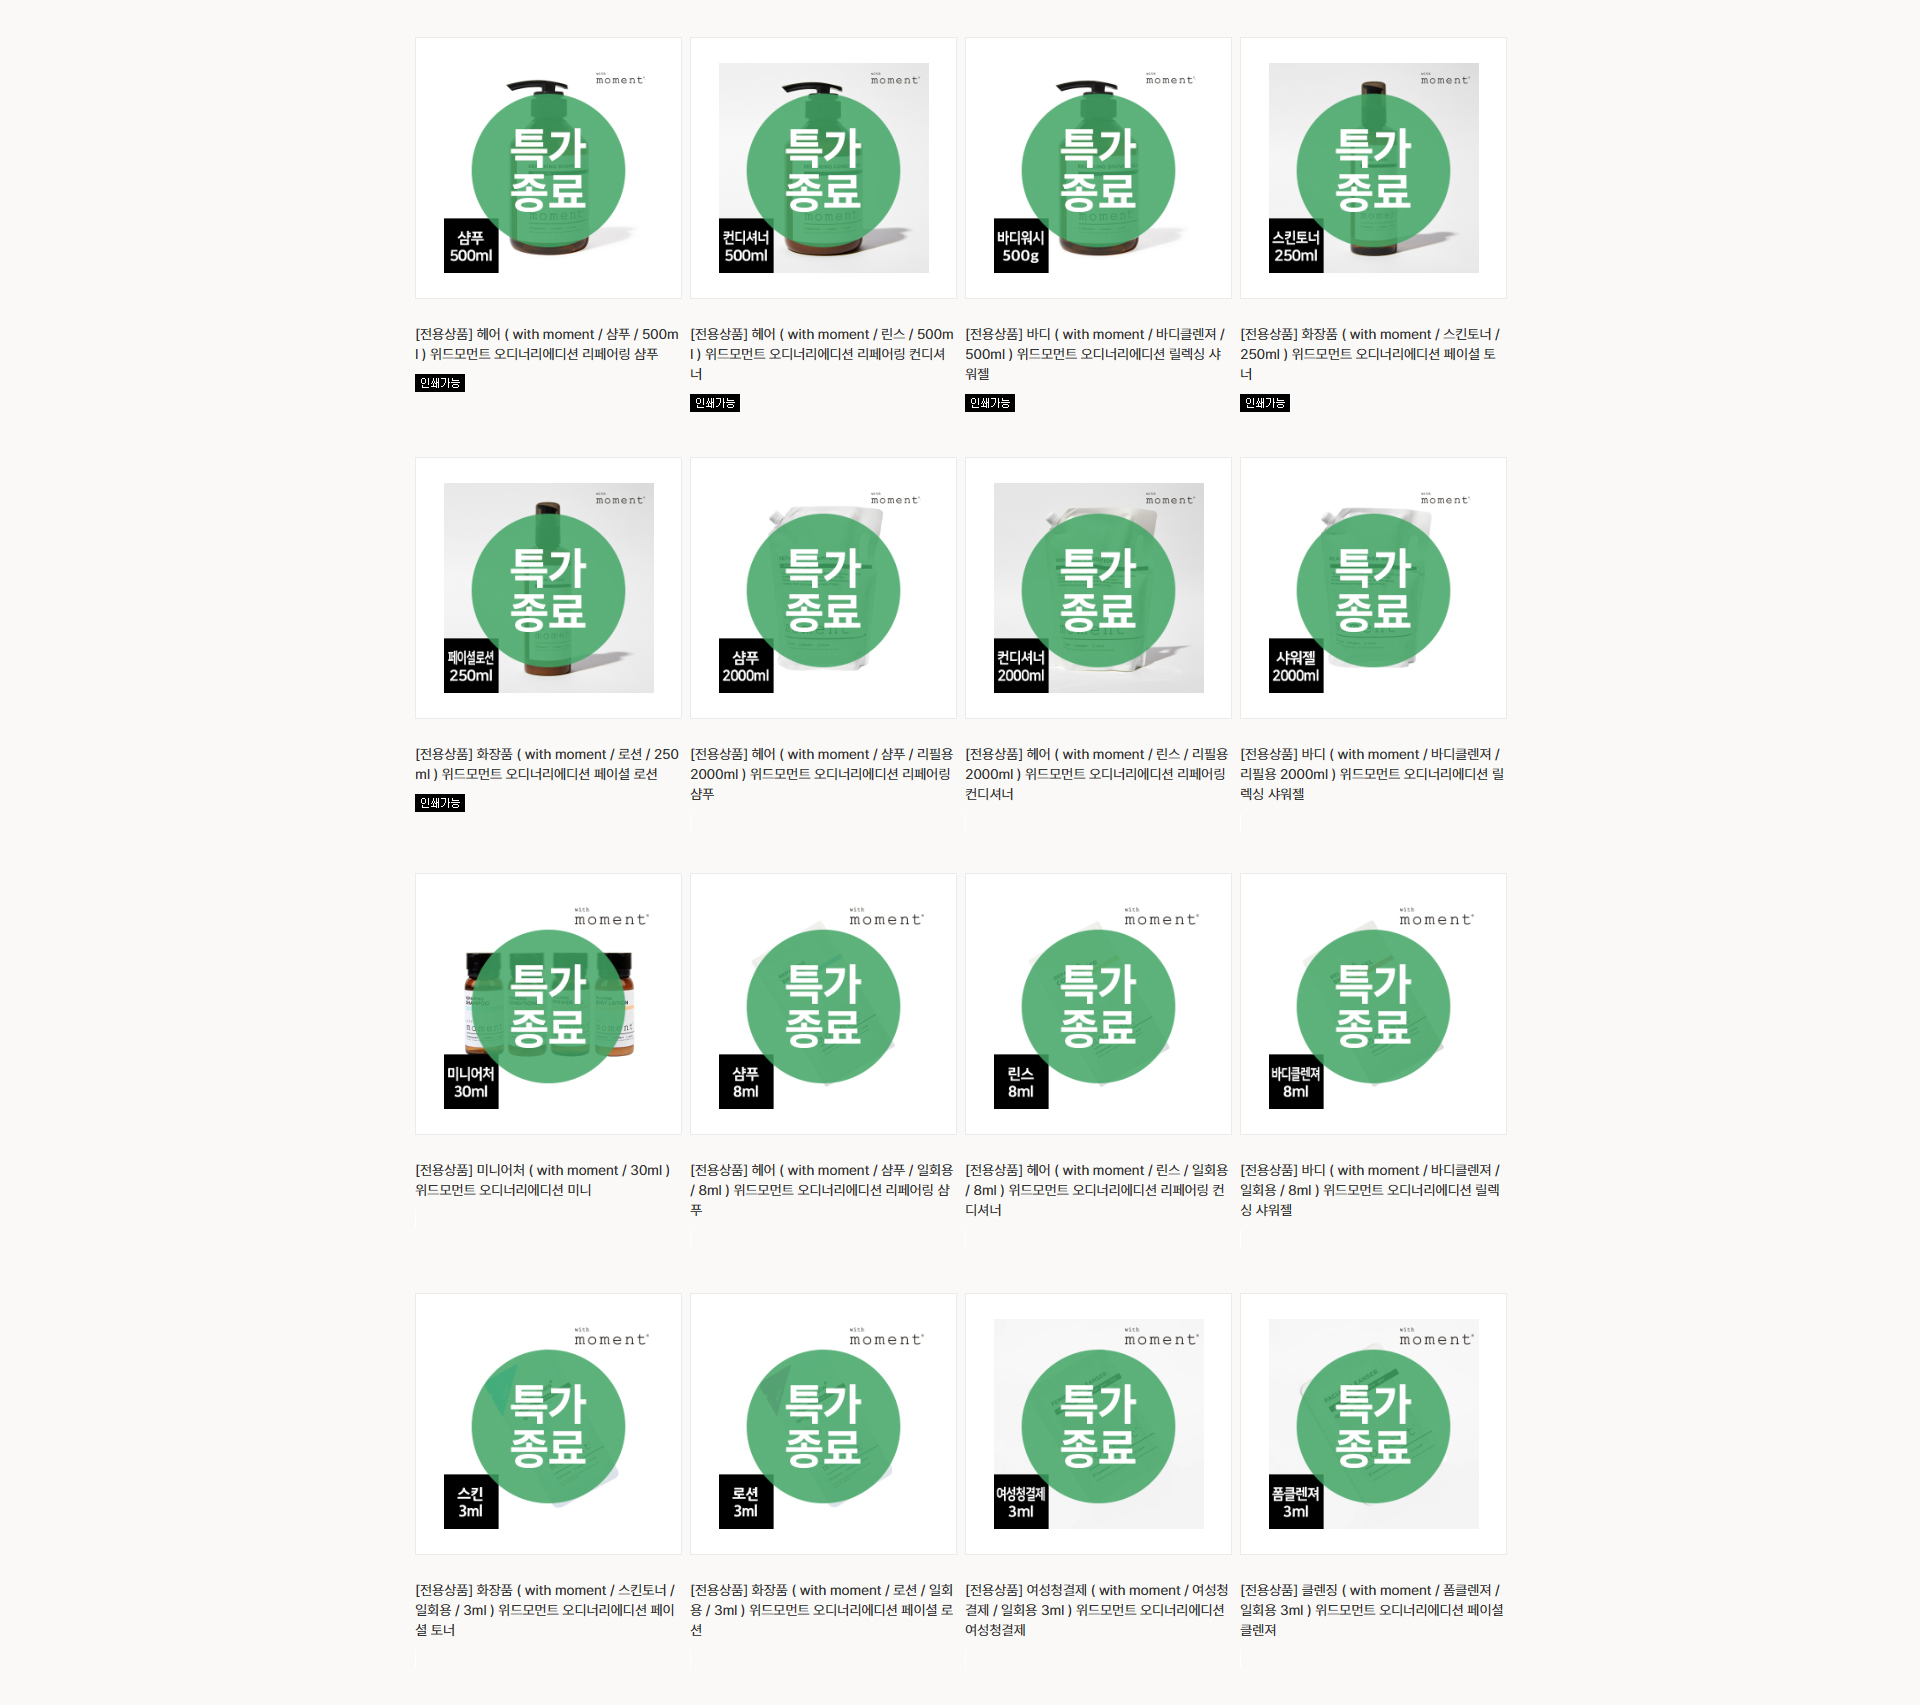 with
moment
특가
종료
샴푸
500ml
with
moment
특가
종료
컨디셔너
500ml
with
moment
특가
종료
바디워시
500g
with
moment
특가
종료
스킨토너
250ml
[전용상품] 헤어 ( with moment / 샴푸 / 500m
l ) 위드모먼트 오디너리에디션 리페어링 샴푸
인쇄가능
[전용상품] 헤어 ( with moment / 린스 / 500m
l ) 위드모먼트 오디너리에디션 리페어링 컨디셔
너
인쇄가능
[전용상품] 바디 ( with moment / 바디클렌져 /
500ml ) 위드모먼트 오디너리에디션 릴렉싱 샤
워젤
인쇄가능
[전용상품] 화장품 ( with moment / 스킨토너 /
250ml ) 위드모먼트 오디너리에디션 페이셜 토
너
인쇄가능
with
moment
특가
종료
페이셜로션
250ml
with
moment
특가
종료
샴푸
2000ml
with
moment
특가
종료
컨디셔너
2000ml
with
moment
특가
종료
샤워젤
2000ml
[전용상품] 화장품 ( with moment / 로션 / 250
ml ) 위드모먼트 오디너리에디션 페이셜 로션
인쇄가능
[전용상품] 헤어 ( with moment / 샴푸 / 리필용
2000ml ) 위드모먼트 오디너리에디션 리페어링
샴푸
[전용상품] 헤어 ( with moment / 린스 / 리필용
2000ml ) 위드모먼트 오디너리에디션 리페어링
컨디셔너
[전용상품] 바디 ( with moment / 바디클렌져 /
리필용 2000ml ) 위드모먼트 오디너리에디션 릴
렉싱 샤워젤
with
moment
특가
종료
미니어처
30ml
with
moment
특가
종료
샴푸
8ml
with
moment
특가
종료
린스
8ml
with
moment
특가
종료
바디클렌져
8ml
[전용상품] 미니어처 ( with moment / 30ml )
위드모먼트 오디너리에디션 미니
[전용상품] 헤어 ( with moment / 샴푸 / 일회용
/ 8ml ) 위드모먼트 오디너리에디션 리페어링 샴
푸
[전용상품] 헤어 ( with moment / 린스 / 일회용
/ 8ml ) 위드모먼트 오디너리에디션 리페어링 컨
디셔너
[전용상품] 바디 ( with moment / 바디클렌져 /
일회용 / 8ml ) 위드모먼트 오디너리에디션 릴렉
싱 샤워젤
with
moment
특가
종료
스킨
3ml
with
moment
특가
종료
로션
3ml
with
moment
특가
종료
여성청결제
3ml
with
moment
특가
종료
폼클렌져
3ml
[전용상품] 화장품 ( with moment / 스킨토너 /
일회용 / 3ml ) 위드모먼트 오디너리에디션 페이
셜 토너
[전용상품] 화장품 ( with moment / 로션 / 일회
용 / 3ml ) 위드모먼트 오디너리에디션 페이셜 로
션
[전용상품] 여성청결제 ( with moment / 여성청
결제 / 일회용 3ml ) 위드모먼트 오디너리에디션
여성청결제
[전용상품] 클렌징 ( with moment / 폼클렌져 /
일회용 3ml ) 위드모먼트 오디너리에디션 페이셜
클렌져